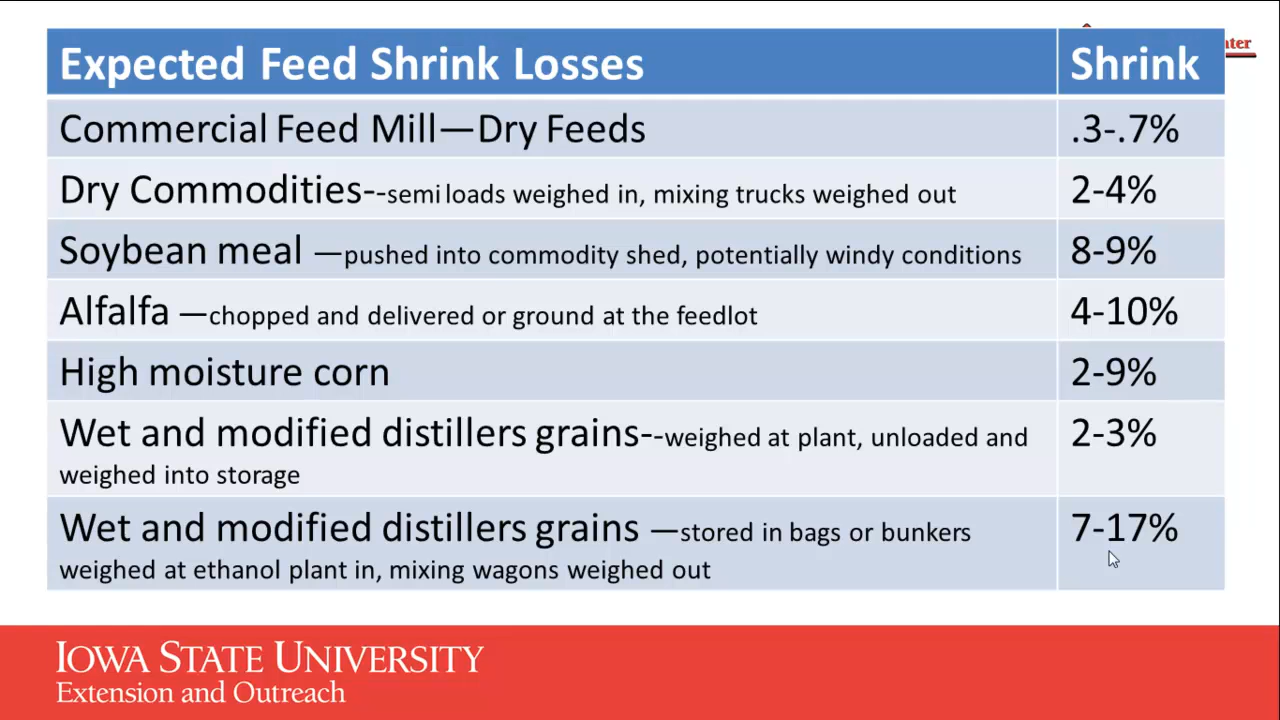 Expected Feed Shrink Losses Shrink
Commercial Feed Mill—Dry Feeds .3-.7%
Dry Commodities--semi loads weighed in, mixing trucks weighed out 2-4%
Soybean meal —pushed into commodity shed, potentially windy conditions 8-9%
Alfalfa —chopped and delivered or ground at the feedlot 4-10%
High moisture corn 2-9%
Wet and modified distillers grains--weighed at plant, unloaded and 2-3%
weighed into storage
Wet and modified distillers grains —stored in bags or bunkers 7-17%
weighed at ethanol plant in, mixing wagons weighed out
IOWA STATE UNIVERSITY
Extension and Outreach